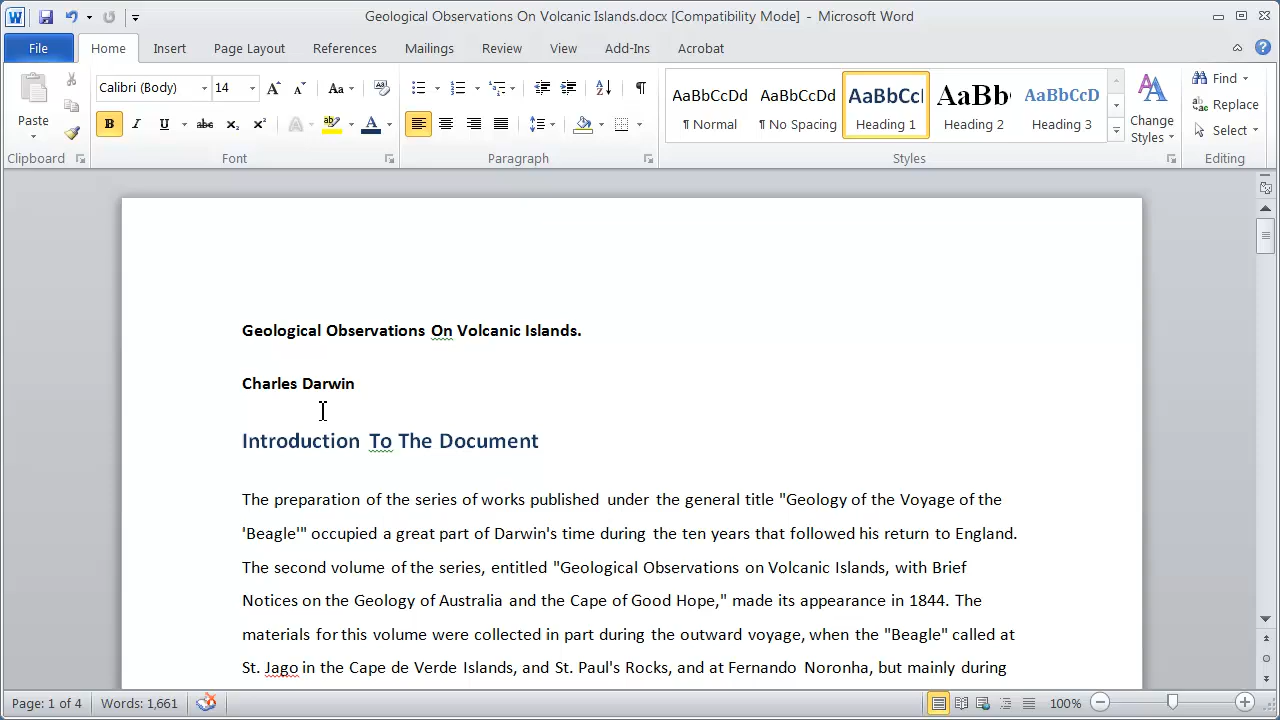 Geological Observations On Volcanic Islands.docx [Compatibility Mode] - Microsoft Word
File Home Insert Page Layout References Mailings Review View Add-Ins Acrobat
Paste
Calibri (Body) 14
Aa
B I U abc x₂ x²
AaBbCcDd AaBbCcDd AaBbCcI AaBb( AaBbCcD
¶ Normal ¶ No Spacing Heading 1 Heading 2 Heading 3
Change
Styles
Find
Replace
Select
Clipboard Font Paragraph Styles Editing
Geological Observations On Volcanic Islands.
Charles Darwin
Introduction To The Document
The preparation of the series of works published under the general title "Geology of the Voyage of the
'Beagle'" occupied a great part of Darwin's time during the ten years that followed his return to England.
The second volume of the series, entitled "Geological Observations on Volcanic Islands, with Brief
Notices on the Geology of Australia and the Cape of Good Hope," made its appearance in 1844. The
materials for this volume were collected in part during the outward voyage, when the "Beagle" called at
St. Jago in the Cape de Verde Islands, and St. Paul's Rocks, and at Fernando Noronha, but mainly during
Page: 1 of 4 Words: 1,661 100%